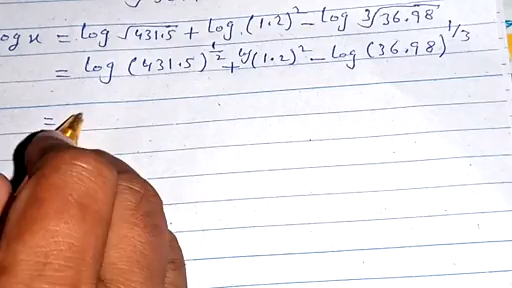 log x = log √431.5 + log (1.2)² - log ∛36.98
= log (431.5)^1/2 + log (1.2)² - log (36.98)^1/3
=